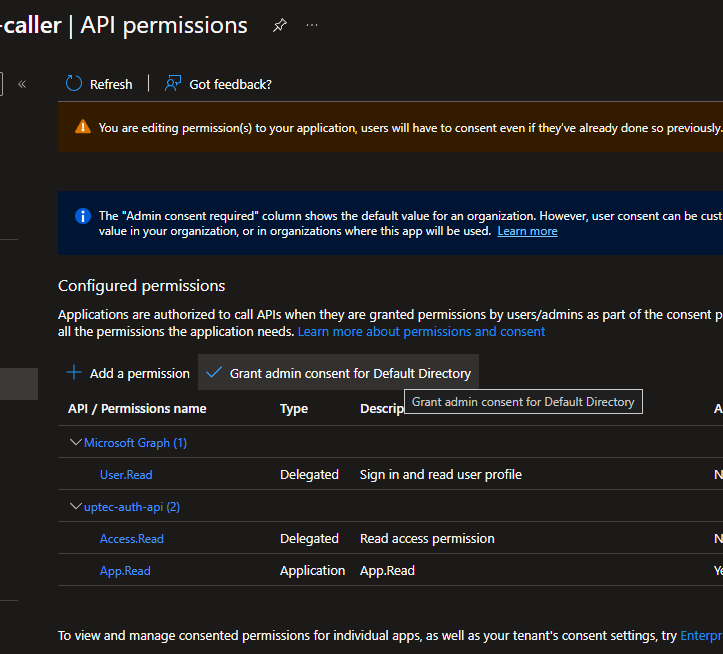 -caller | API permissions
Refresh | Got feedback?
You are editing permission(s) to your application, users will have to consent even if they've already done so previously.
The "Admin consent required" column shows the default value for an organization. However, user consent can be cust
value in your organization, or in organizations where this app will be used. Learn more
Configured permissions
Applications are authorized to call APIs when they are granted permissions by users/admins as part of the consent p
all the permissions the application needs. Learn more about permissions and consent
Add a permission Grant admin consent for Default Directory
Grant admin consent for Default Directory
API / Permissions name Type Descrip A
Microsoft Graph (1)
User.Read Delegated Sign in and read user profile N
uptec-auth-api (2)
Access.Read Delegated Read access permission N
App.Read Application App.Read Ye
To view and manage consented permissions for individual apps, as well as your tenant's consent settings, try Enterpr